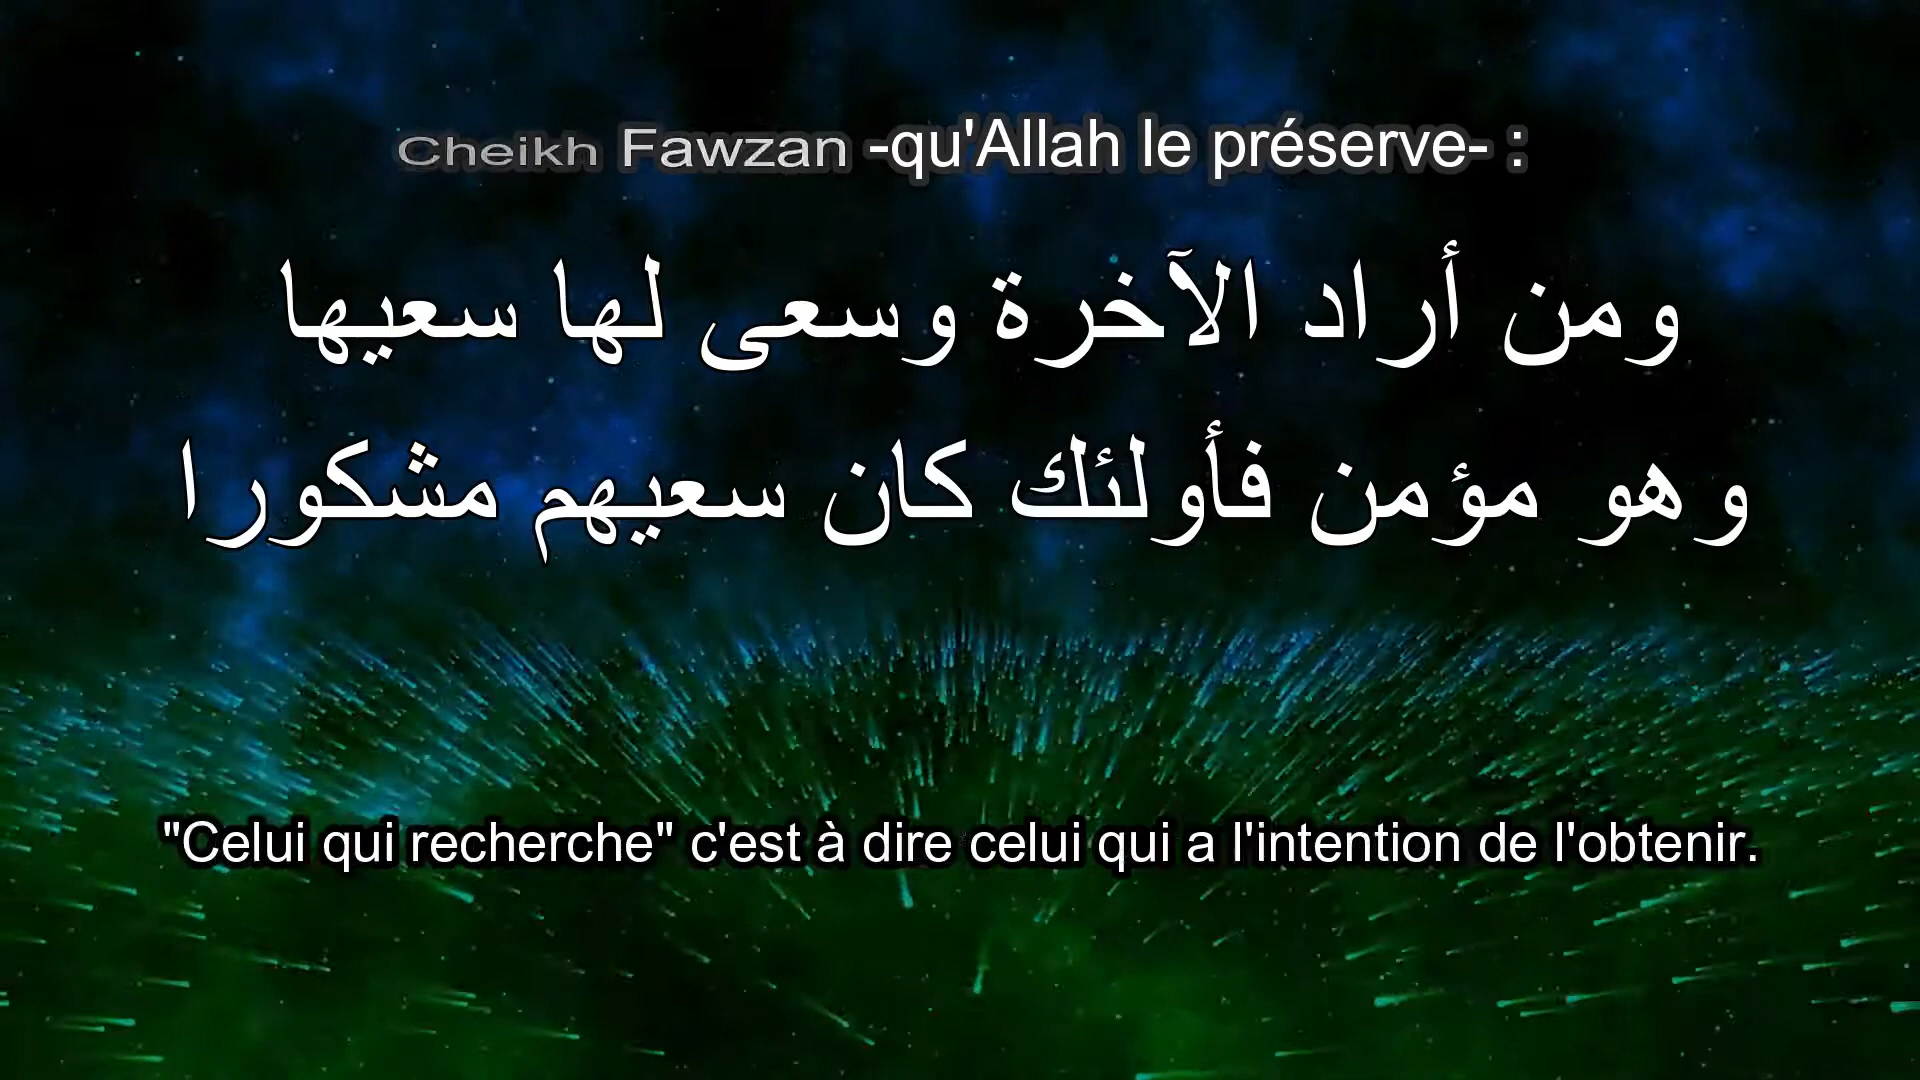 Cheikh Fawzan -qu'Allah le préserve- :
ومن أراد الآخرة وسعى لها سعيها
وهو مؤمن فأولئك كان سعيهم مشكورا
"Celui qui recherche" c'est à dire celui qui a l'intention de l'obtenir.